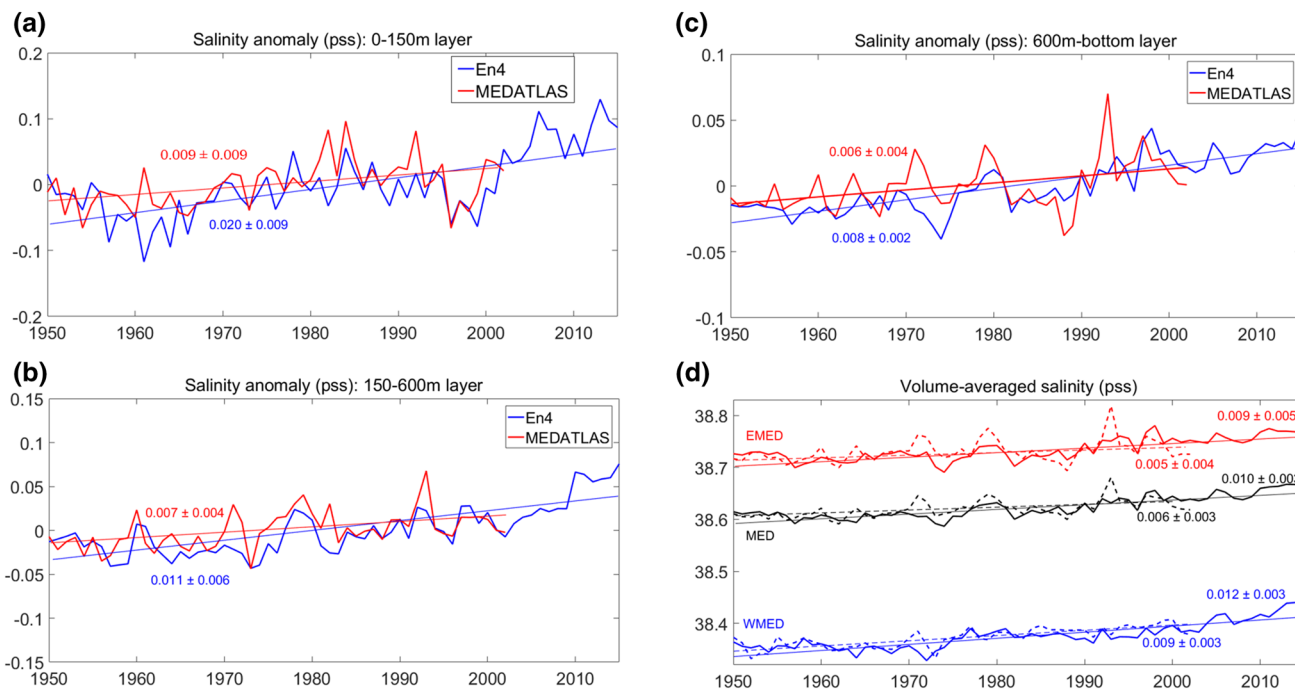 (a)
Salinity anomaly (pss): 0-150m layer
0.2
0.1
0
-0.1
-0.2
En4
MEDATLAS
0.009 ± 0.009
0.020 ± 0.009
1950 1960 1970 1980 1990 2000 2010
(b)
Salinity anomaly (pss): 150-600m layer
0.15
0.1
0.05
0
-0.05
-0.1
-0.15
En4
MEDATLAS
0.007 ± 0.004
0.011 ± 0.006
1950 1960 1970 1980 1990 2000 2010
(c)
Salinity anomaly (pss): 600m-bottom layer
0.1
0.05
0
-0.05
-0.1
En4
MEDATLAS
0.006 ± 0.004
0.008 ± 0.002
1950 1960 1970 1980 1990 2000 2010
(d)
Volume-averaged salinity (pss)
38.8
38.7
38.6
38.5
38.4
EMED
0.009 ± 0.005
0.005 ± 0.004
MED
0.006 ± 0.003
WMED
0.012 ± 0.003
0.009 ± 0.003
1950 1960 1970 1980 1990 2000 2010